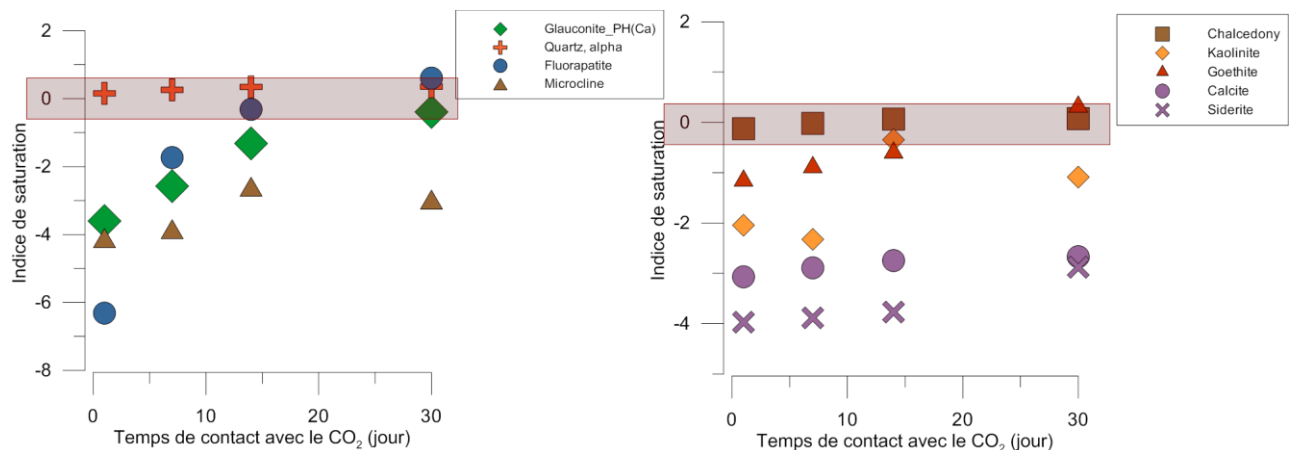 2
0
-2
-4
-6
-8
Indice de saturation
0
10
20
30
Temps de contact avec le CO₂ (jour)
Glauconite_PH(Ca)
Quartz, alpha
Fluorapatite
Microcline
2
0
-2
-4
Indice de saturation
0
10
20
30
Temps de contact avec le CO₂ (jour)
Chalcedony
Kaolinite
Goethite
Calcite
Siderite